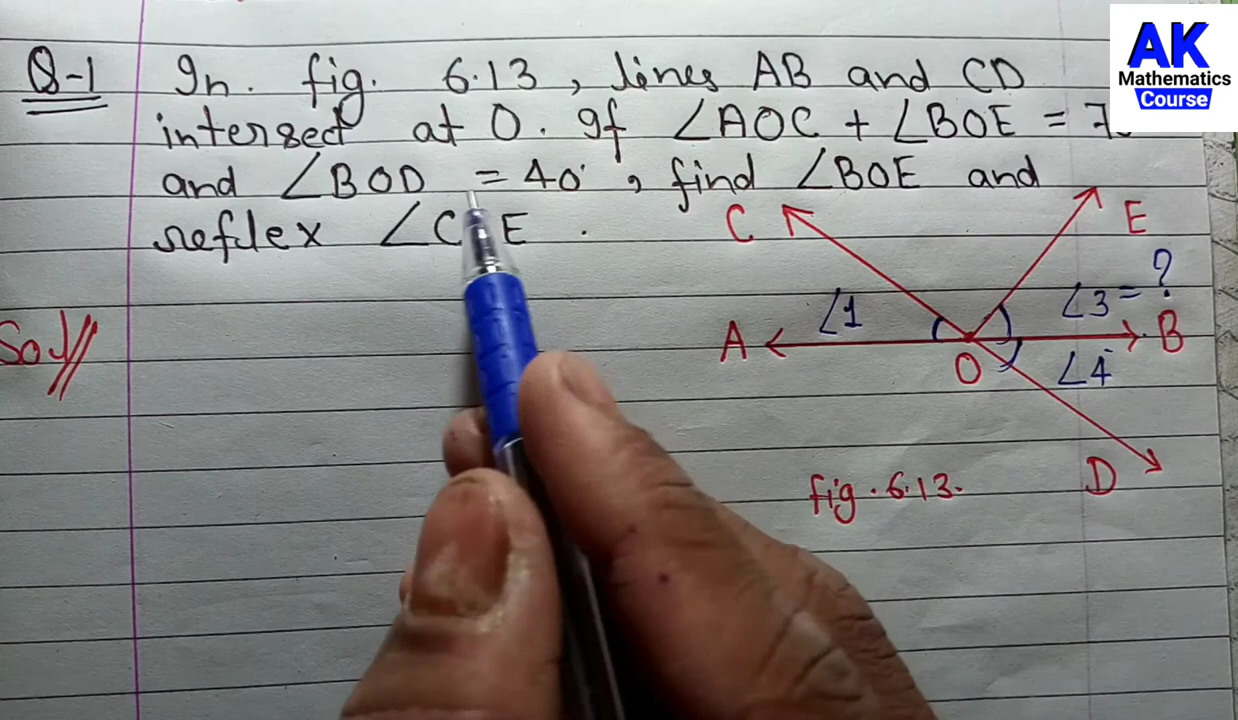 Q-1 In. fig. 6.13, lines AB and CD
intersect at O. If ∠AOC + ∠BOE =
and ∠BOD = 40°, find ∠BOE and
reflex ∠C E.
Sol//
C
E
∠1
∠3 = ?
A
B
O
∠4
D
fig. 6.13.
AK
Mathematics
Course